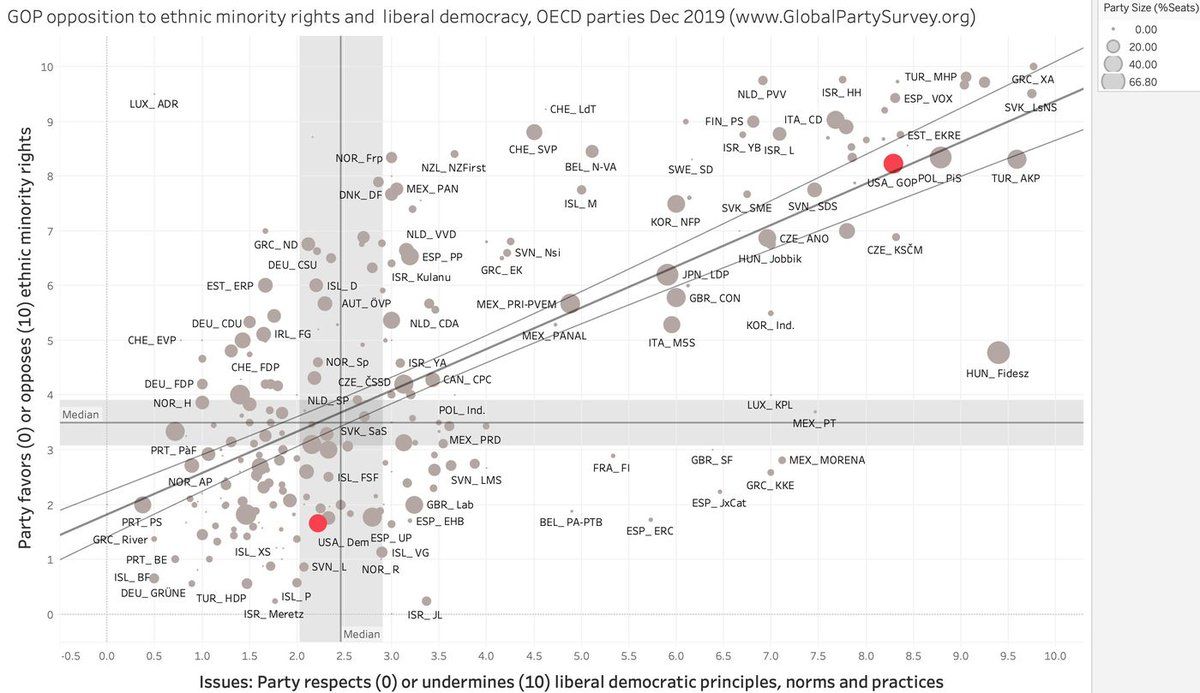 GOP opposition to ethnic minority rights and  liberal democracy, OECD parties Dec 2019 (www.GlobalPartySurvey.org)
Party Size (%Seats)
0.00
20.00
40.00
66.80
Party favors (0) or opposes (10) ethnic minority rights
10
9
8
7
6
5
4
3
2
1
0
LUX_ ADR
TUR_ MHP
GRC_ XA
NLD_ PVV
ISR_ HH
ESP_ VOX
SVK_ LsNS
CHE_ LdT
FIN_ PS
ITA_ CD
EST_ EKRE
CHE_ SVP
ISR_ YB
ISR_ L
NOR_ Frp
NZL_ NZFirst
BEL_ N-VA
SWE_ SD
USA_ GOP
POL_ PiS
TUR_ AKP
DNK_ DF
MEX_ PAN
ISL_ M
KOR_ NFP
SVK_ SME
SVN_ SDS
GRC_ ND
NLD_ VVD
DEU_ CSU
ESP_ PP
SVN_ Nsi
GRC_ EK
CZE_ ANO
CZE_ KSČM
HUN_ Jobbik
ISR_ Kulanu
JPN_ LDP
EST_ ERP
ISL_ D
AUT_ ÖVP
MEX_ PRI-PVEM
GBR_ CON
DEU_ CDU
IRL_ FG
NLD_ CDA
MEX_ PANAL
ITA_ MSS
KOR_ Ind.
CHE_ EVP
CHE_ FDP
NOR_ Sp
ISR_ YA
HUN_ Fidesz
DEU_ FDP
CZE_ ČSSD
CAN_ CPC
NOR_ H
NLD_ SP
POL_ Ind.
LUX_ KPL
Median
MEX_ PT
SVK_ SaS
MEX_ PRD
PRT_ PàF
FRA_ FI
GBR_ SF
MEX_ MORENA
NOR_ AP
ISL_ FSF
SVN_ LMS
GRC_ KKE
PRT_ PS
GBR_ Lab
ESP_ JxCat
GRC_ River
USA_ Dem
ESP_ EHB
ESP_ UP
BEL_ PA-PTB
ESP_ ERC
PRT_ BE
ISL_ XS
ISL_ VG
ISL_ BF
SVN_ L
NOR_ R
DEU_ GRÜNE
TUR_ HDP
ISL_ P
ISR_ Meretz
ISR_ JL
Median
-0.5 0.0 0.5 1.0 1.5 2.0 2.5 3.0 3.5 4.0 4.5 5.0 5.5 6.0 6.5 7.0 7.5 8.0 8.5 9.0 9.5 10.0
Issues: Party respects (0) or undermines (10) liberal democratic principles, norms and practices